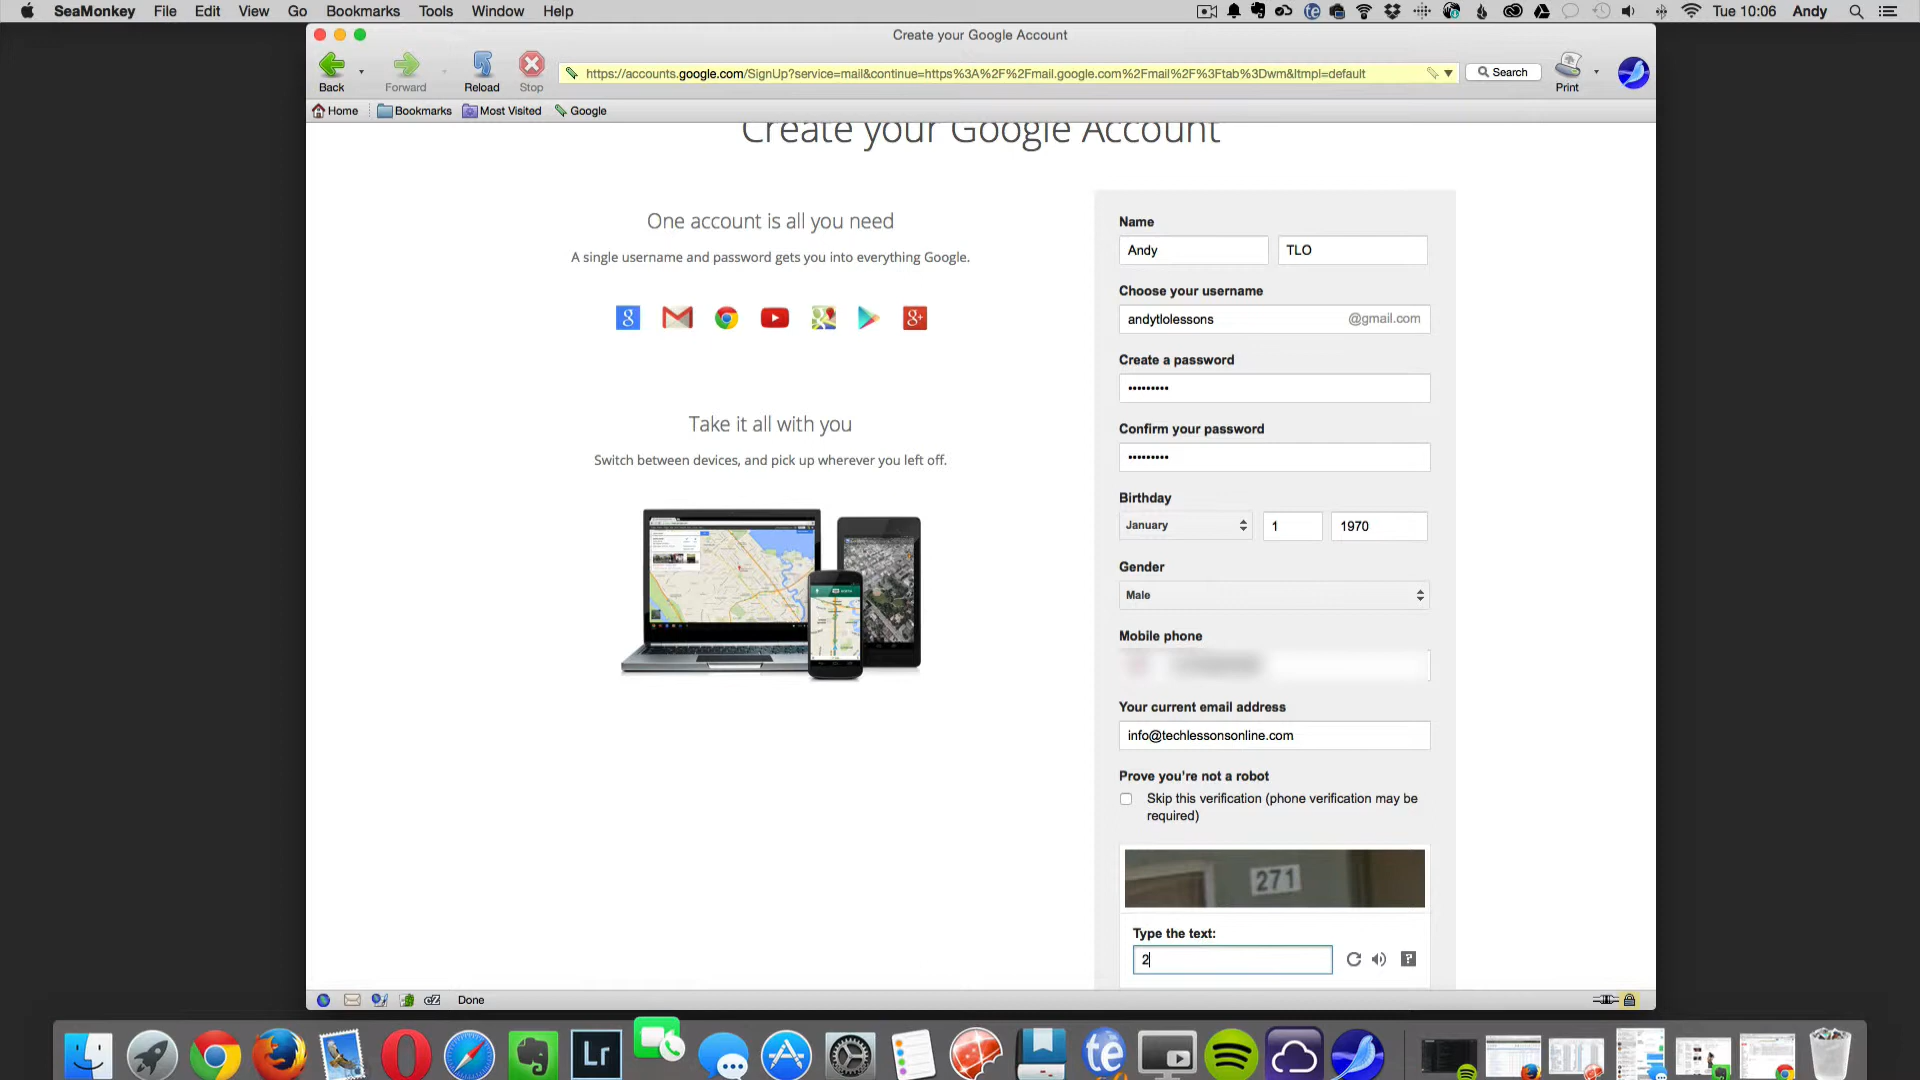 SeaMonkey File Edit View Go Bookmarks Tools Window Help
Tue 10:06 Andy
Create your Google Account
Back
Forward
Reload
Stop
https://accounts.google.com/SignUp?service=mail&continue=https%3A%2F%2Fmail.google.com%2Fmail%2F%3Ftab%3Dwm&ltmpl=default
Search
Print
Home Bookmarks Most Visited Google
Create your Google Account
One account is all you need
A single username and password gets you into everything Google.
Take it all with you
Switch between devices, and pick up wherever you left off.
Name
Andy TLO
Choose your username
andytlolessons @gmail.com
Create a password
•••••••••
Confirm your password
•••••••••
Birthday
January 1 1970
Gender
Male
Mobile phone
Your current email address
info@techlessonsonline.com
Prove you're not a robot
Skip this verification (phone verification may be
required)
271
Type the text:
2
Done
Lr
te